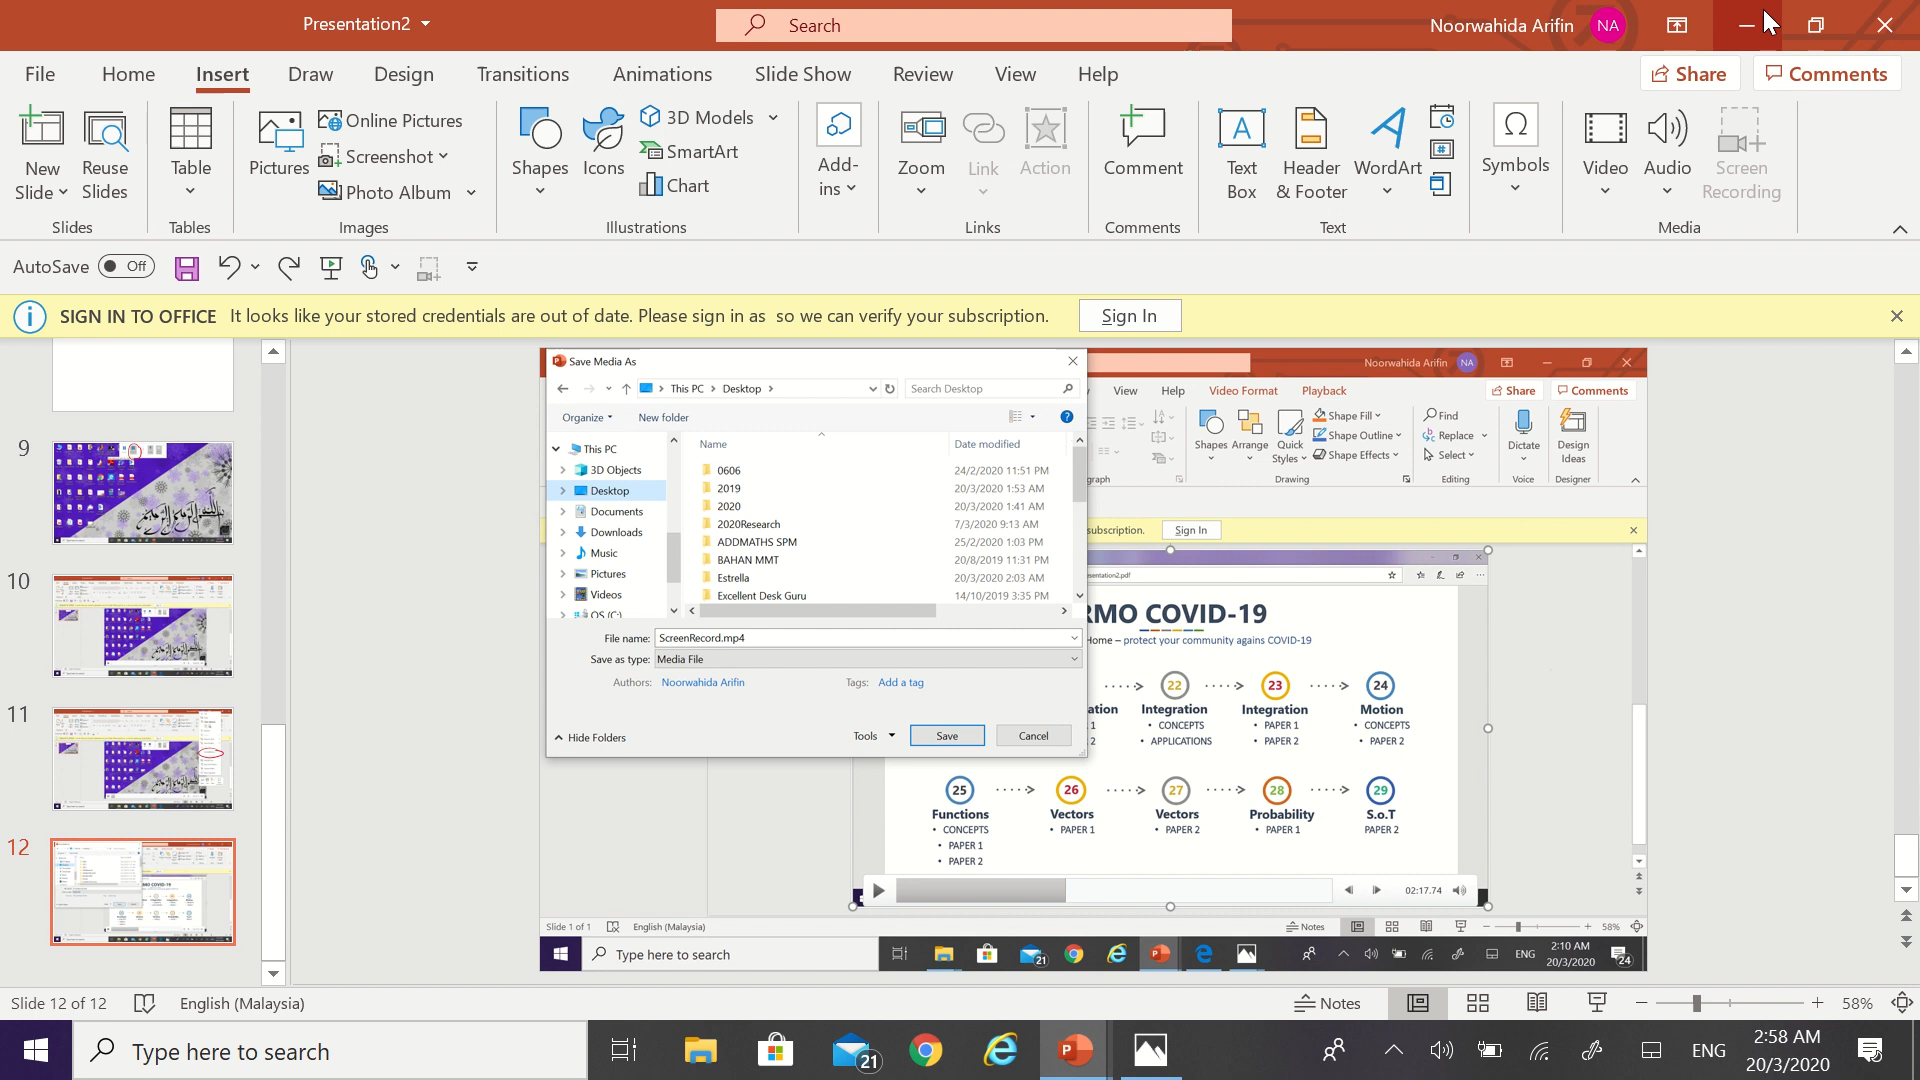 Presentation2
Search
Noorwahida Arifin NA
File Home Insert Draw Design Transitions Animations Slide Show Review View Help Share Comments
New Slide
Reuse Slides
Table
Pictures
Online Pictures
Screenshot
Photo Album
Shapes
Icons
3D Models
SmartArt
Chart
Add-ins
Zoom
Link
Action
Comment
Text Box
Header & Footer
WordArt
Symbols
Video
Audio
Screen Recording
Slides Tables Images Illustrations Links Comments Text Media
AutoSave Off
SIGN IN TO OFFICE It looks like your stored credentials are out of date. Please sign in as so we can verify your subscription. Sign In
9
10
11
12
Save Media As
This PC Desktop
Search Desktop
Organize New folder
This PC
3D Objects
Desktop
Documents
Downloads
Music
Pictures
Videos
OS (C:)
Name Date modified
0606 24/2/2020 11:51 PM
2019 20/3/2020 1:53 AM
2020 20/3/2020 1:41 AM
2020Research 7/3/2020 9:13 AM
ADDMATHS SPM 25/2/2020 1:03 PM
BAHAN MMT 20/8/2019 11:31 PM
Estrella 20/3/2020 2:03 AM
Excellent Desk Guru 14/10/2019 3:35 PM
File name: ScreenRecord.mp4
Save as type: Media File
Authors: Noorwahida Arifin Tags: Add a tag
Hide Folders Tools Save Cancel
Noorwahida Arifin NA
View Help Video Format Playback Share Comments
Shapes Arrange Quick Styles
Shape Fill
Shape Outline
Shape Effects
Find
Replace
Select
Dictate
Design Ideas
graph Drawing Editing Voice Designer
subscription. Sign In
esentation2.pdf
RMO COVID-19
Home – protect your community agains COVID-19
22 23 24
ation Integration Integration Motion
1 • CONCEPTS • PAPER 1 • CONCEPTS
2 • APPLICATIONS • PAPER 2 • PAPER 2
25 26 27 28 29
Functions Vectors Vectors Probability S.o.T
• CONCEPTS • PAPER 1 • PAPER 2 • PAPER 1 PAPER 2
• PAPER 1
• PAPER 2
02:17.74
Slide 1 of 1 English (Malaysia) Notes 58%
Type here to search 21 ENG 2:10 AM 20/3/2020 24
Slide 12 of 12 English (Malaysia) Notes 58%
Type here to search 21 ENG 2:58 AM
20/3/2020